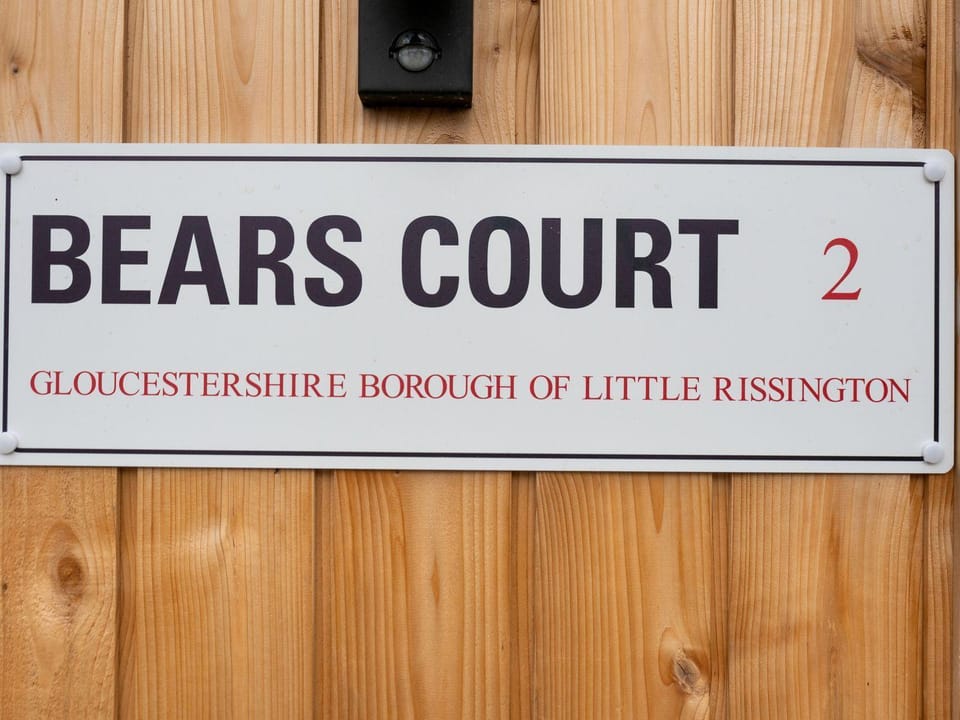 BEARS COURT 2
GLOUCESTERSHIRE BOROUGH OF LITTLE RISSINGTON